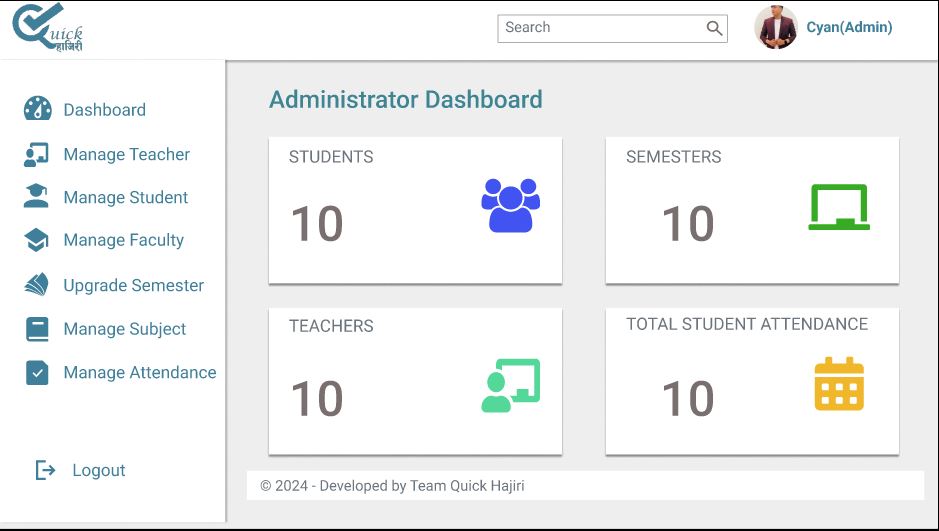 Quick
हाजिरी
Search
Cyan(Admin)
Dashboard
Manage Teacher
Manage Student
Manage Faculty
Upgrade Semester
Manage Subject
Manage Attendance
Logout
Administrator Dashboard
STUDENTS
10
SEMESTERS
10
TEACHERS
10
TOTAL STUDENT ATTENDANCE
10
© 2024 - Developed by Team Quick Hajiri